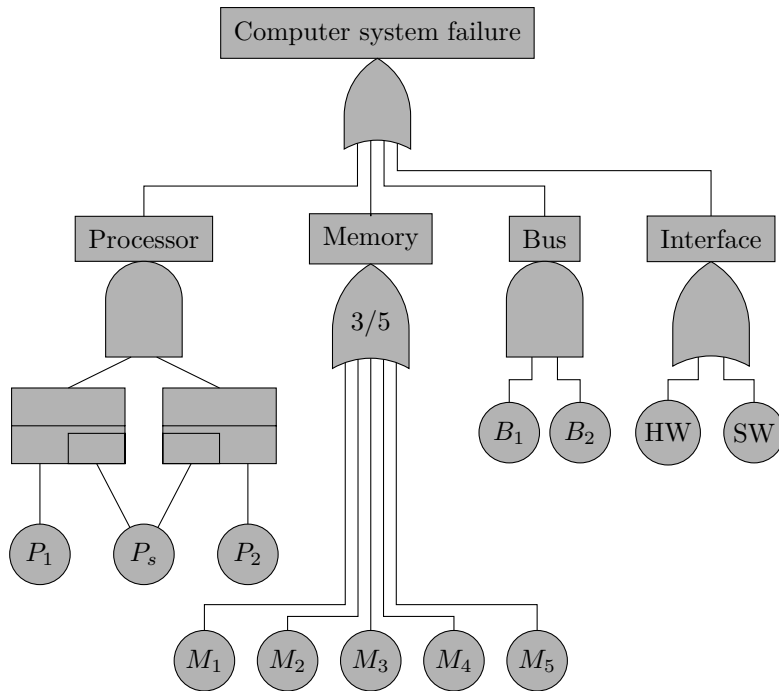 Computer system failure
Processor
Memory
Bus
Interface
3/5
B₁
B₂
HW
SW
P₁
Pₛ
P₂
M₁
M₂
M₃
M₄
M₅